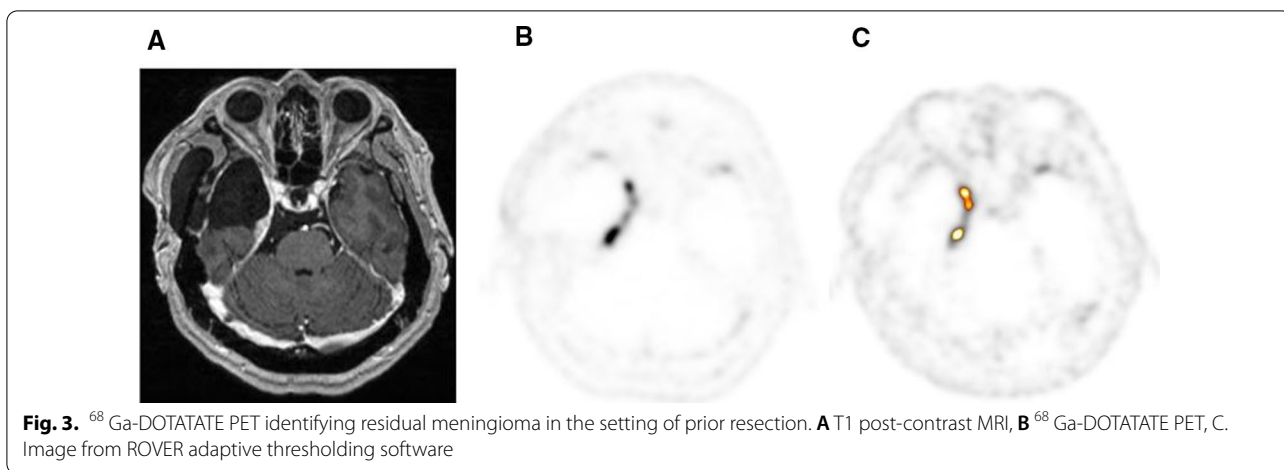 A
B
C
Fig. 3. ⁶⁸ Ga-DOTATATE PET identifying residual meningioma in the setting of prior resection. A T1 post-contrast MRI, B ⁶⁸ Ga-DOTATATE PET, C.
Image from ROVER adaptive thresholding software